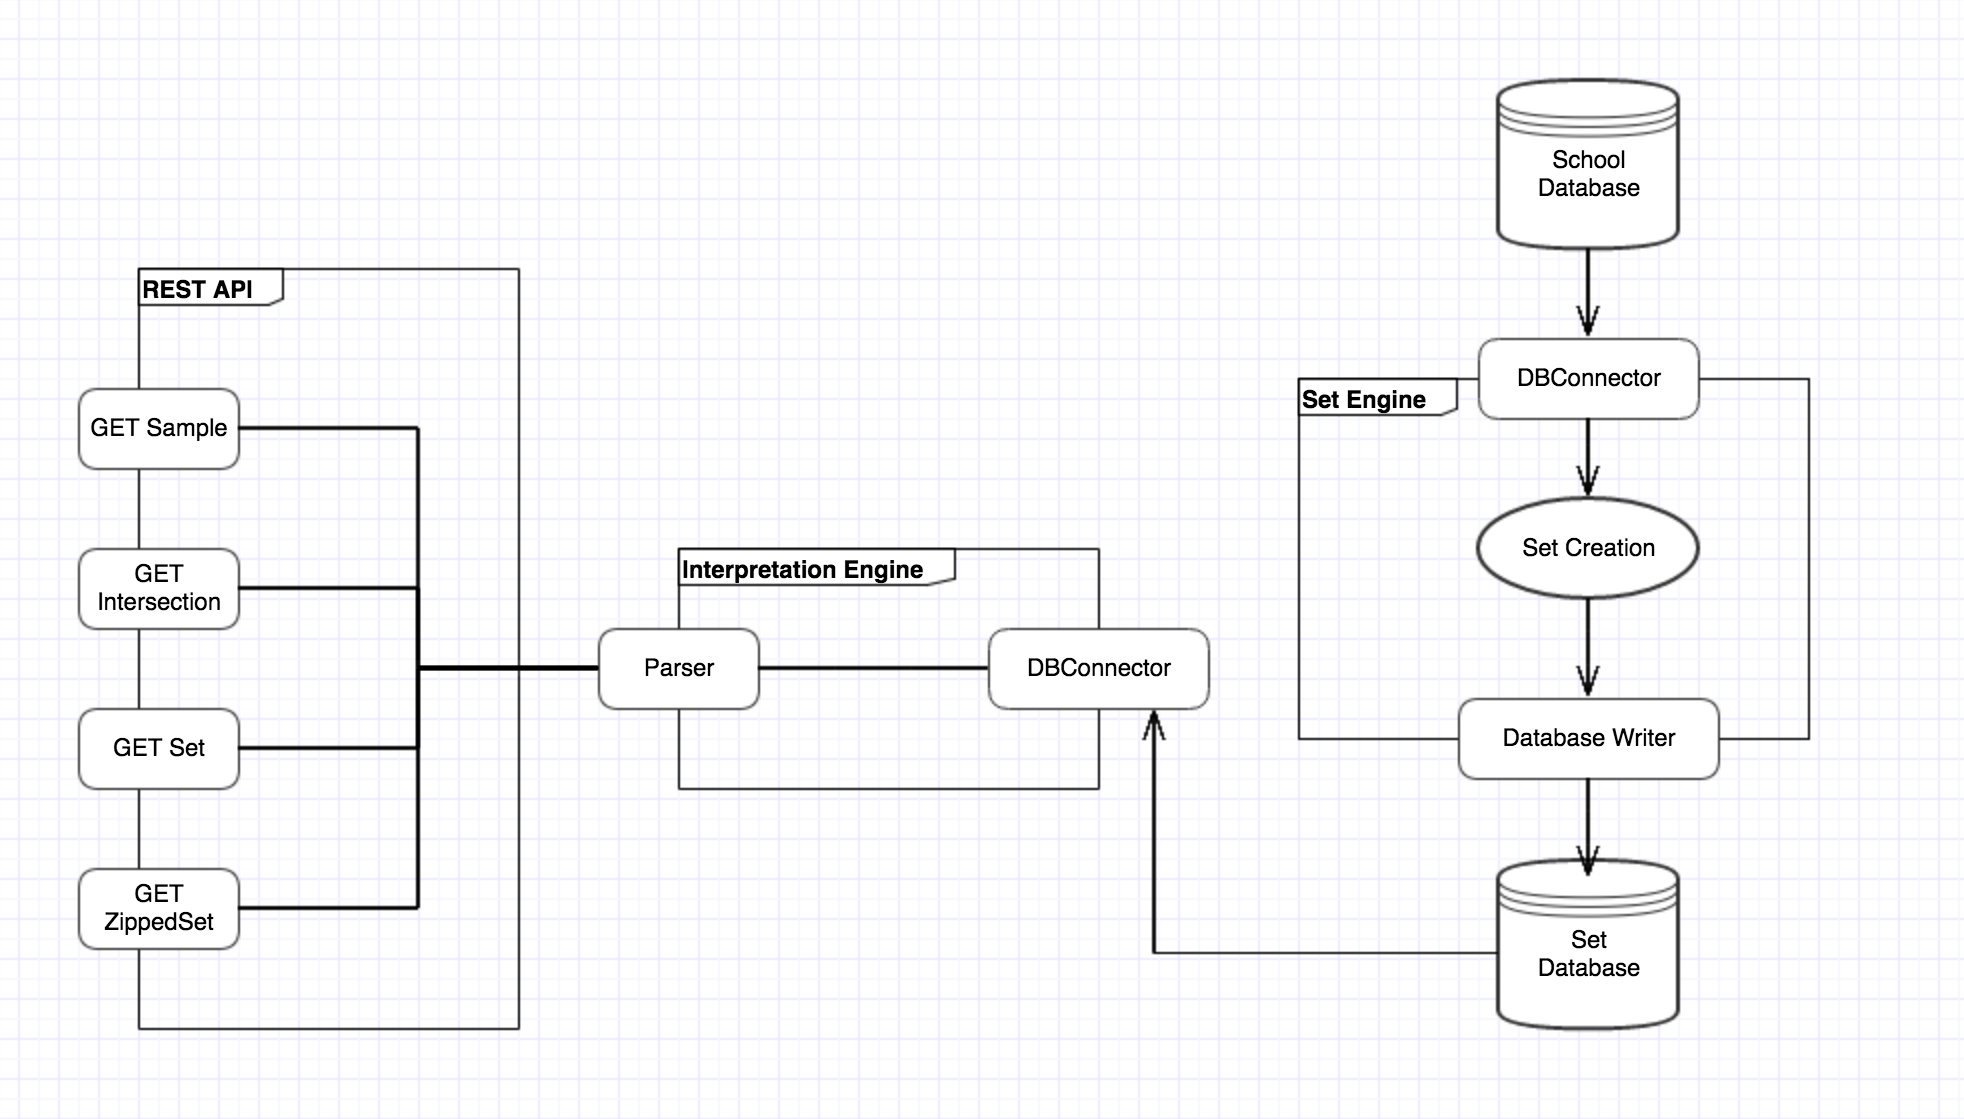 School
Database
REST API
DBConnector
Set Engine
GET Sample
Set Creation
GET
Intersection
Interpretation Engine
Parser
DBConnector
GET Set
Database Writer
GET
ZippedSet
Set
Database